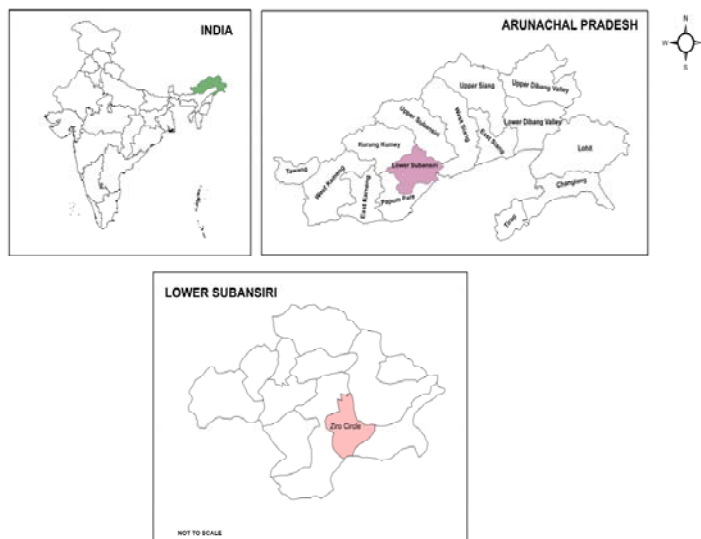 INDIA
ARUNACHAL PRADESH
N
W
S
Upper Siang
Upper Dibang Valley
Upper Subansiri
West Siang
East Siang
Lower Dibang Valley
Lohit
Kurung Kumey
Lower Subansiri
Tawang
West Kameng
East Kameng
Papum Pare
Changlang
Tirap
LOWER SUBANSIRI
Ziro Circle
NOT TO SCALE